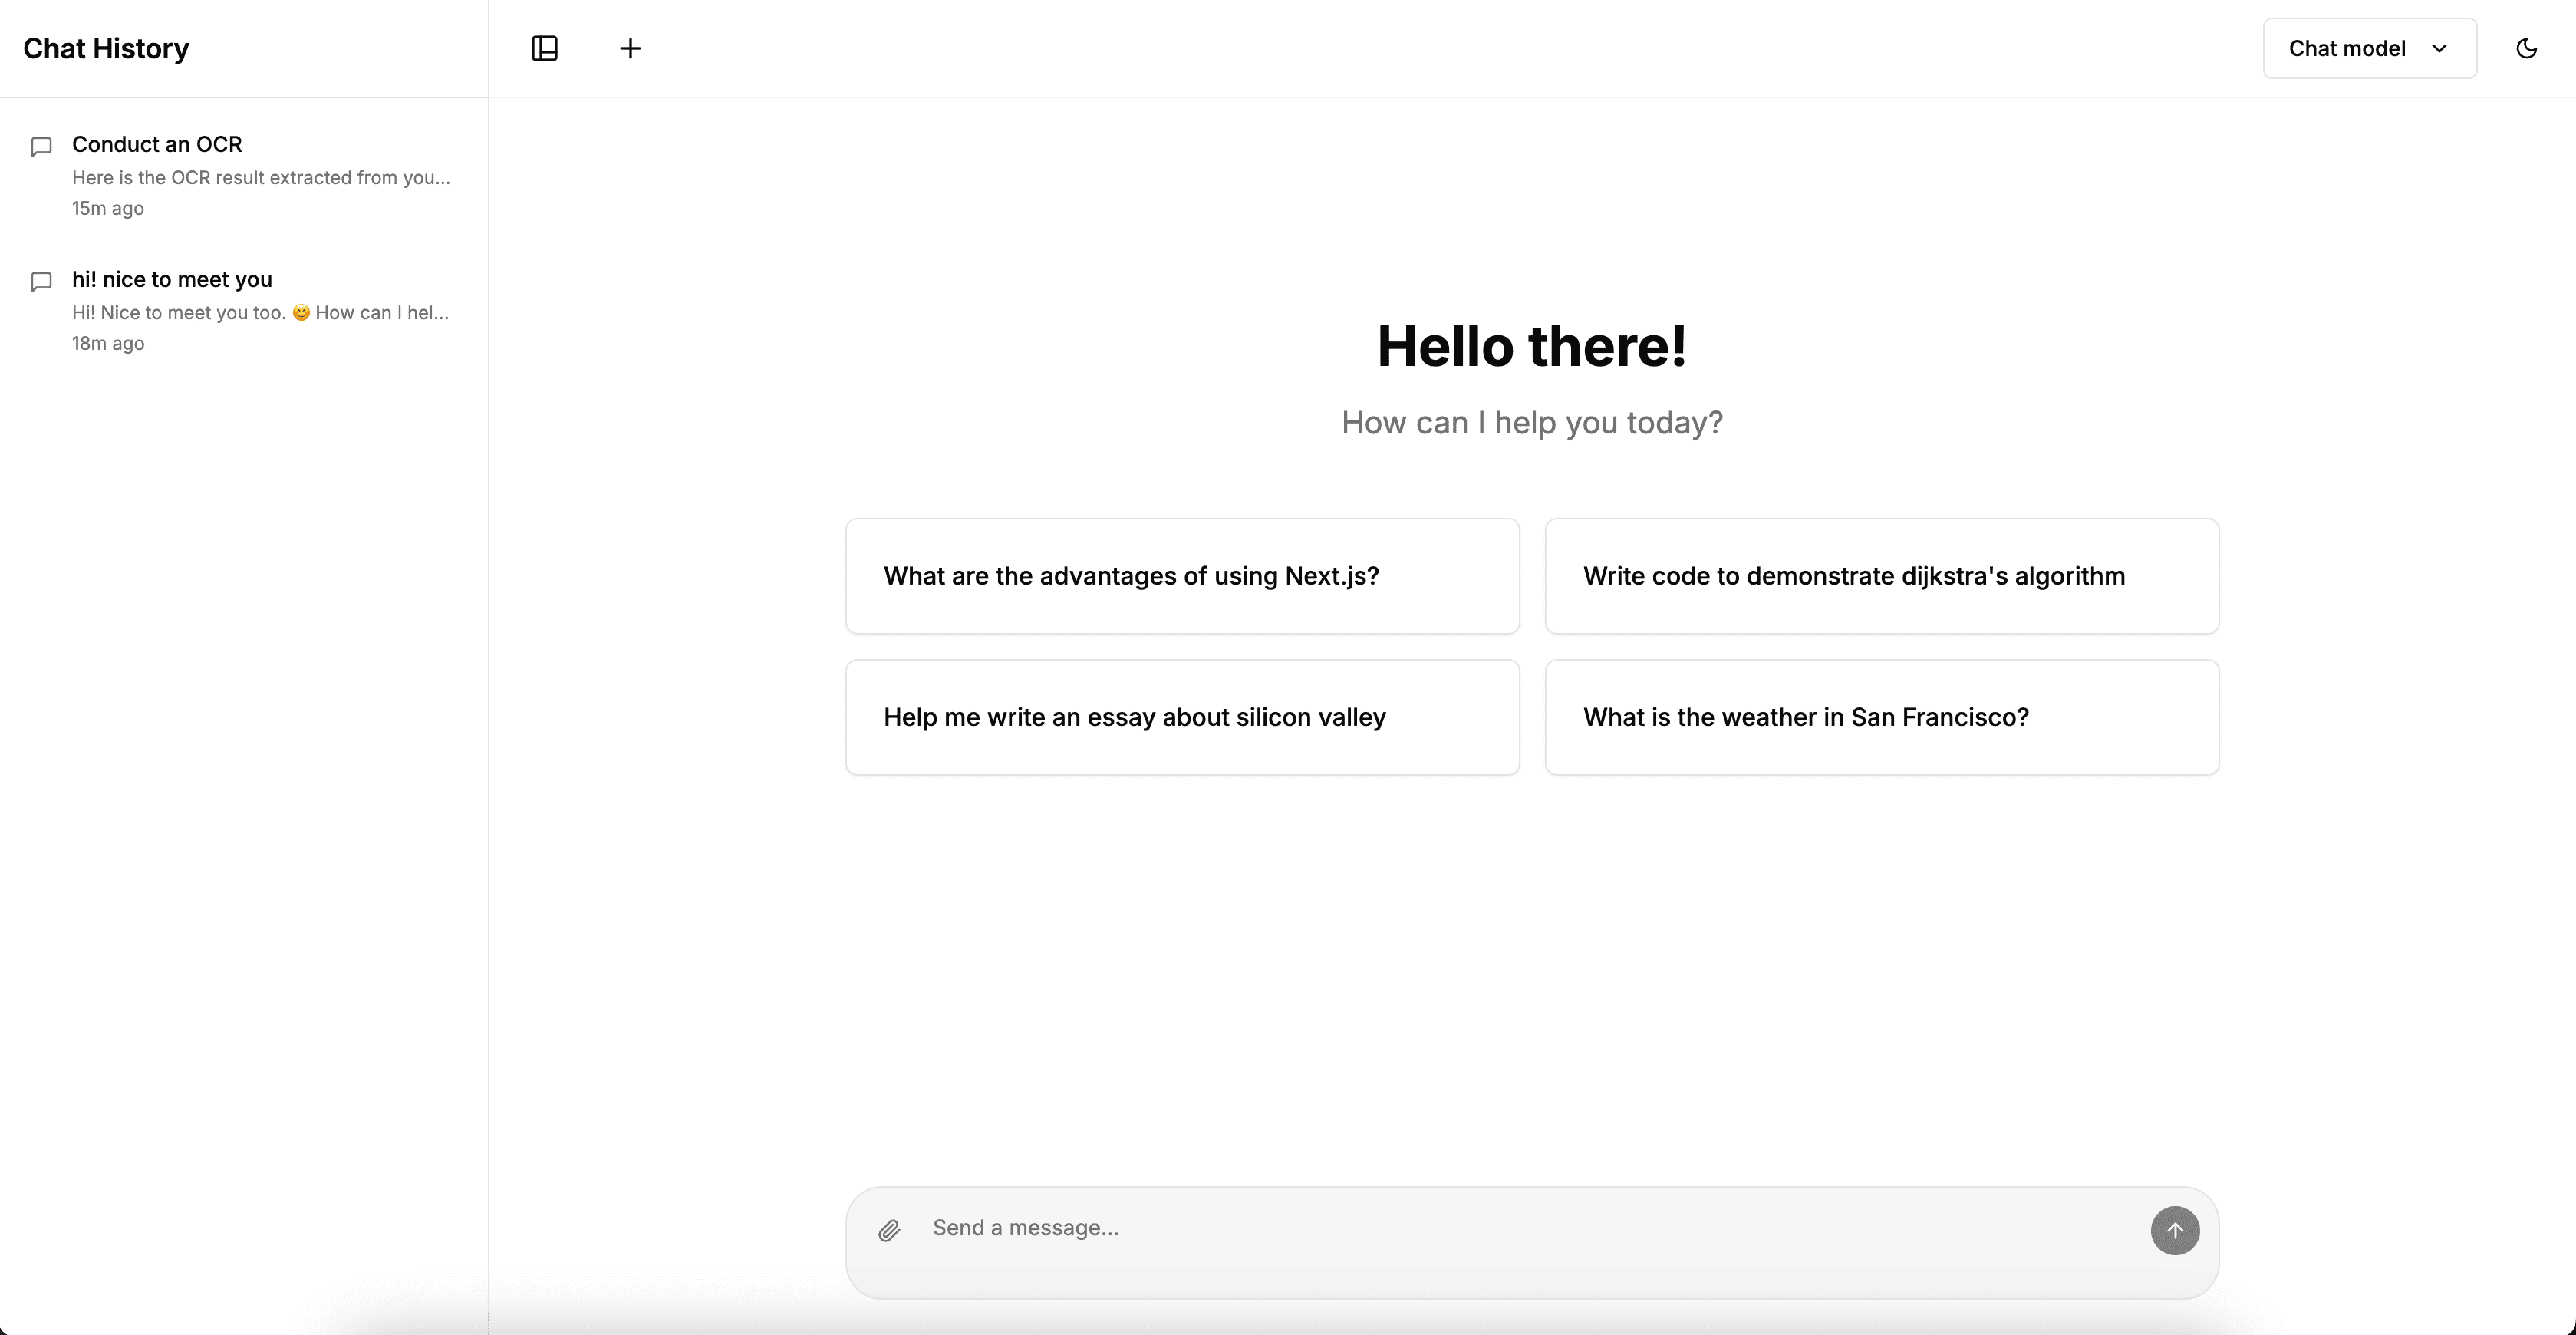 Chat History
Chat model
Conduct an OCR
Here is the OCR result extracted from you...
15m ago
hi! nice to meet you
Hi! Nice to meet you too. 😊 How can I hel...
18m ago
Hello there!
How can I help you today?
What are the advantages of using Next.js?
Write code to demonstrate dijkstra's algorithm
Help me write an essay about silicon valley
What is the weather in San Francisco?
Send a message...